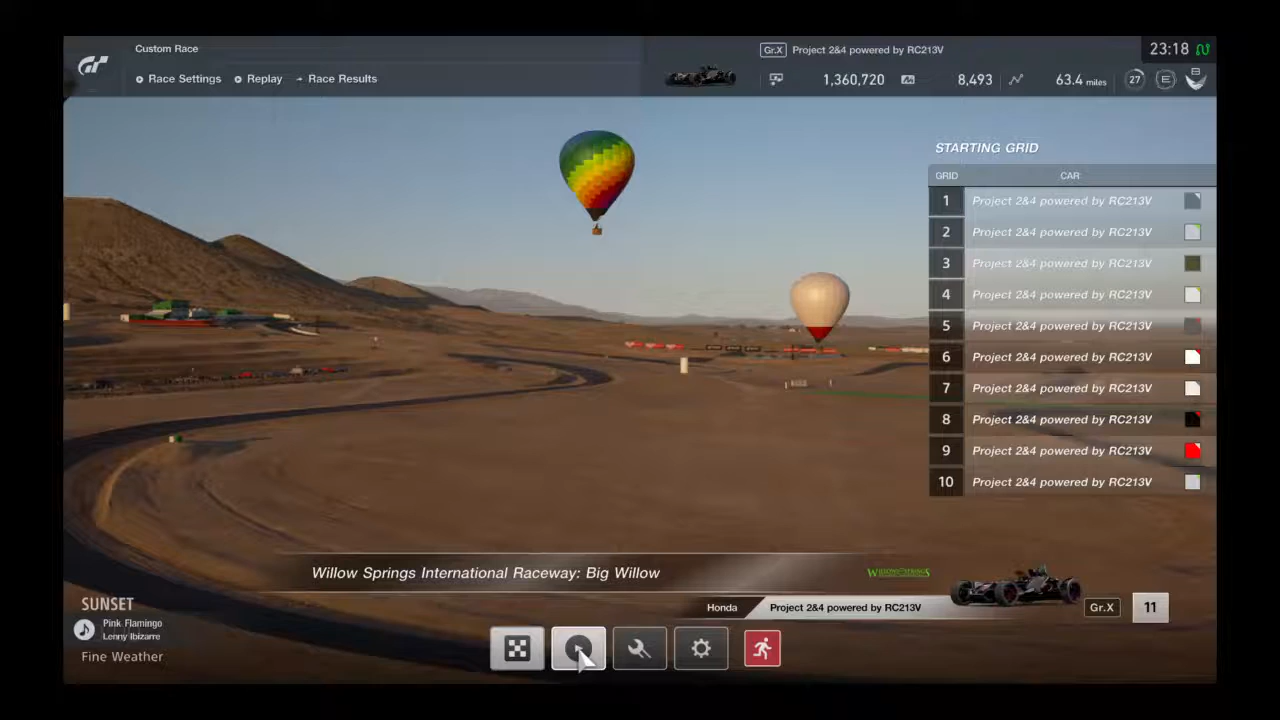 Custom Race
Race Settings
Replay
Race Results
Gr.X
Project 2&4 powered by RC213V
23:18
1,360,720
8,493
63.4 miles
27
E
STARTING GRID
GRID
CAR
1 Project 2&4 powered by RC213V
2 Project 2&4 powered by RC213V
3 Project 2&4 powered by RC213V
4 Project 2&4 powered by RC213V
5 Project 2&4 powered by RC213V
6 Project 2&4 powered by RC213V
7 Project 2&4 powered by RC213V
8 Project 2&4 powered by RC213V
9 Project 2&4 powered by RC213V
10 Project 2&4 powered by RC213V
Willow Springs International Raceway: Big Willow
Honda
Project 2&4 powered by RC213V
Gr.X
11
SUNSET
Pink Flamingo
Lenny Ibizarre
Fine Weather